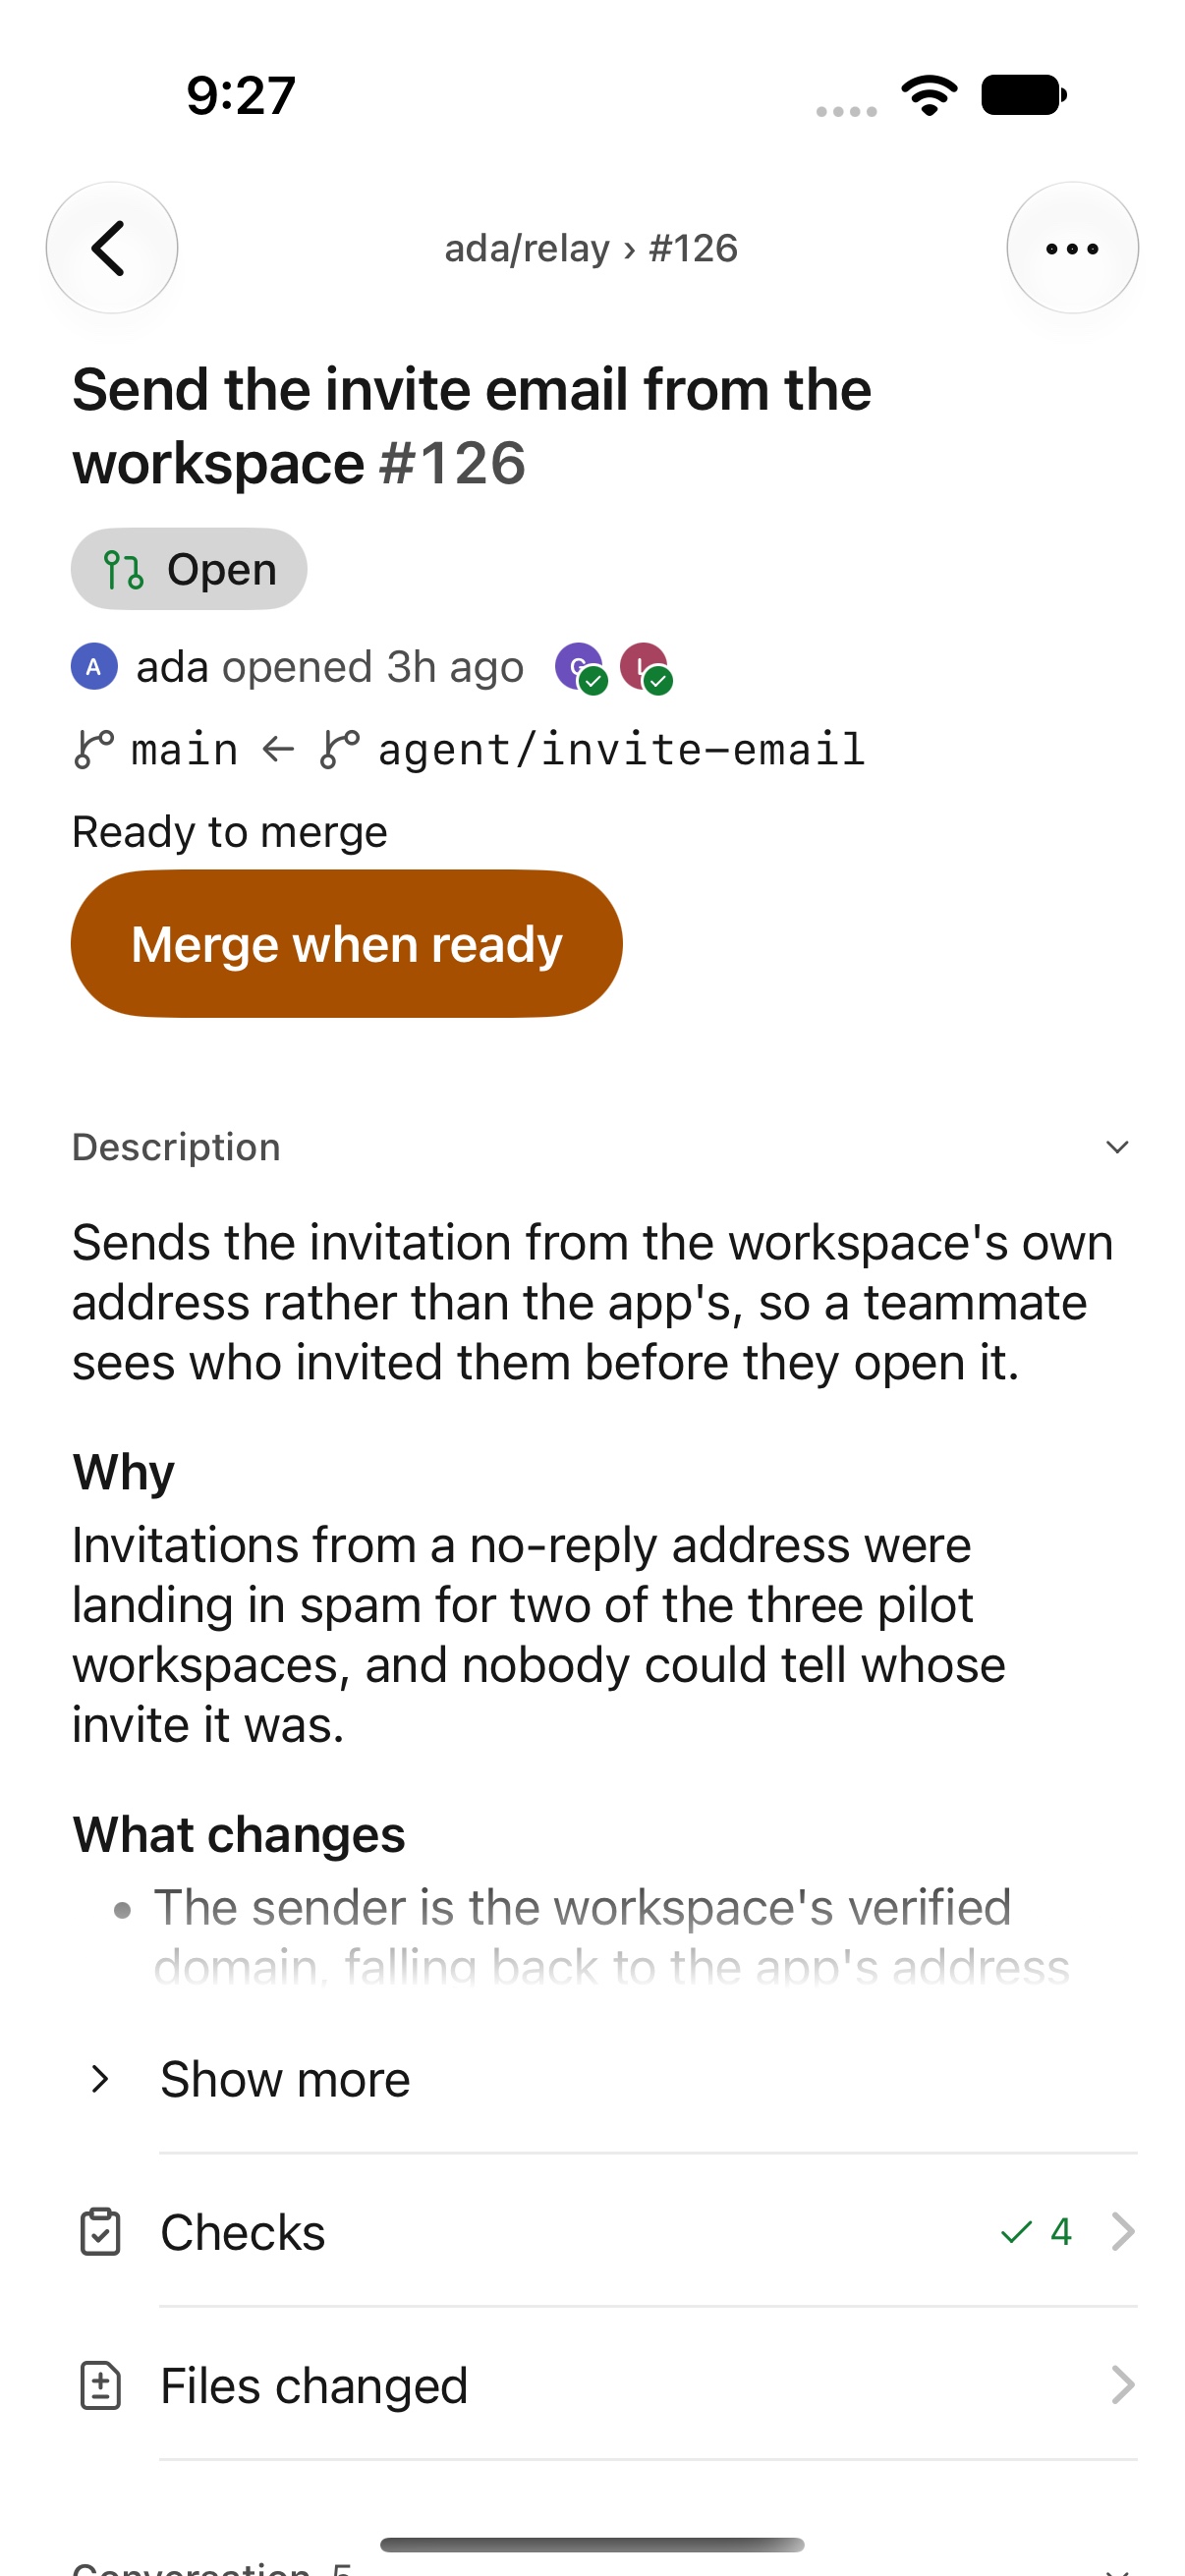 9:27
ada/relay › #126
Send the invite email from the
workspace #126
Open
A ada opened 3h ago
main ← agent/invite-email
Ready to merge
Merge when ready
Description
Sends the invitation from the workspace's own
address rather than the app's, so a teammate
sees who invited them before they open it.
Why
Invitations from a no-reply address were
landing in spam for two of the three pilot
workspaces, and nobody could tell whose
invite it was.
What changes
• The sender is the workspace's verified
domain, falling back to the app's address
Show more
Checks 4
Files changed
Conversation 5